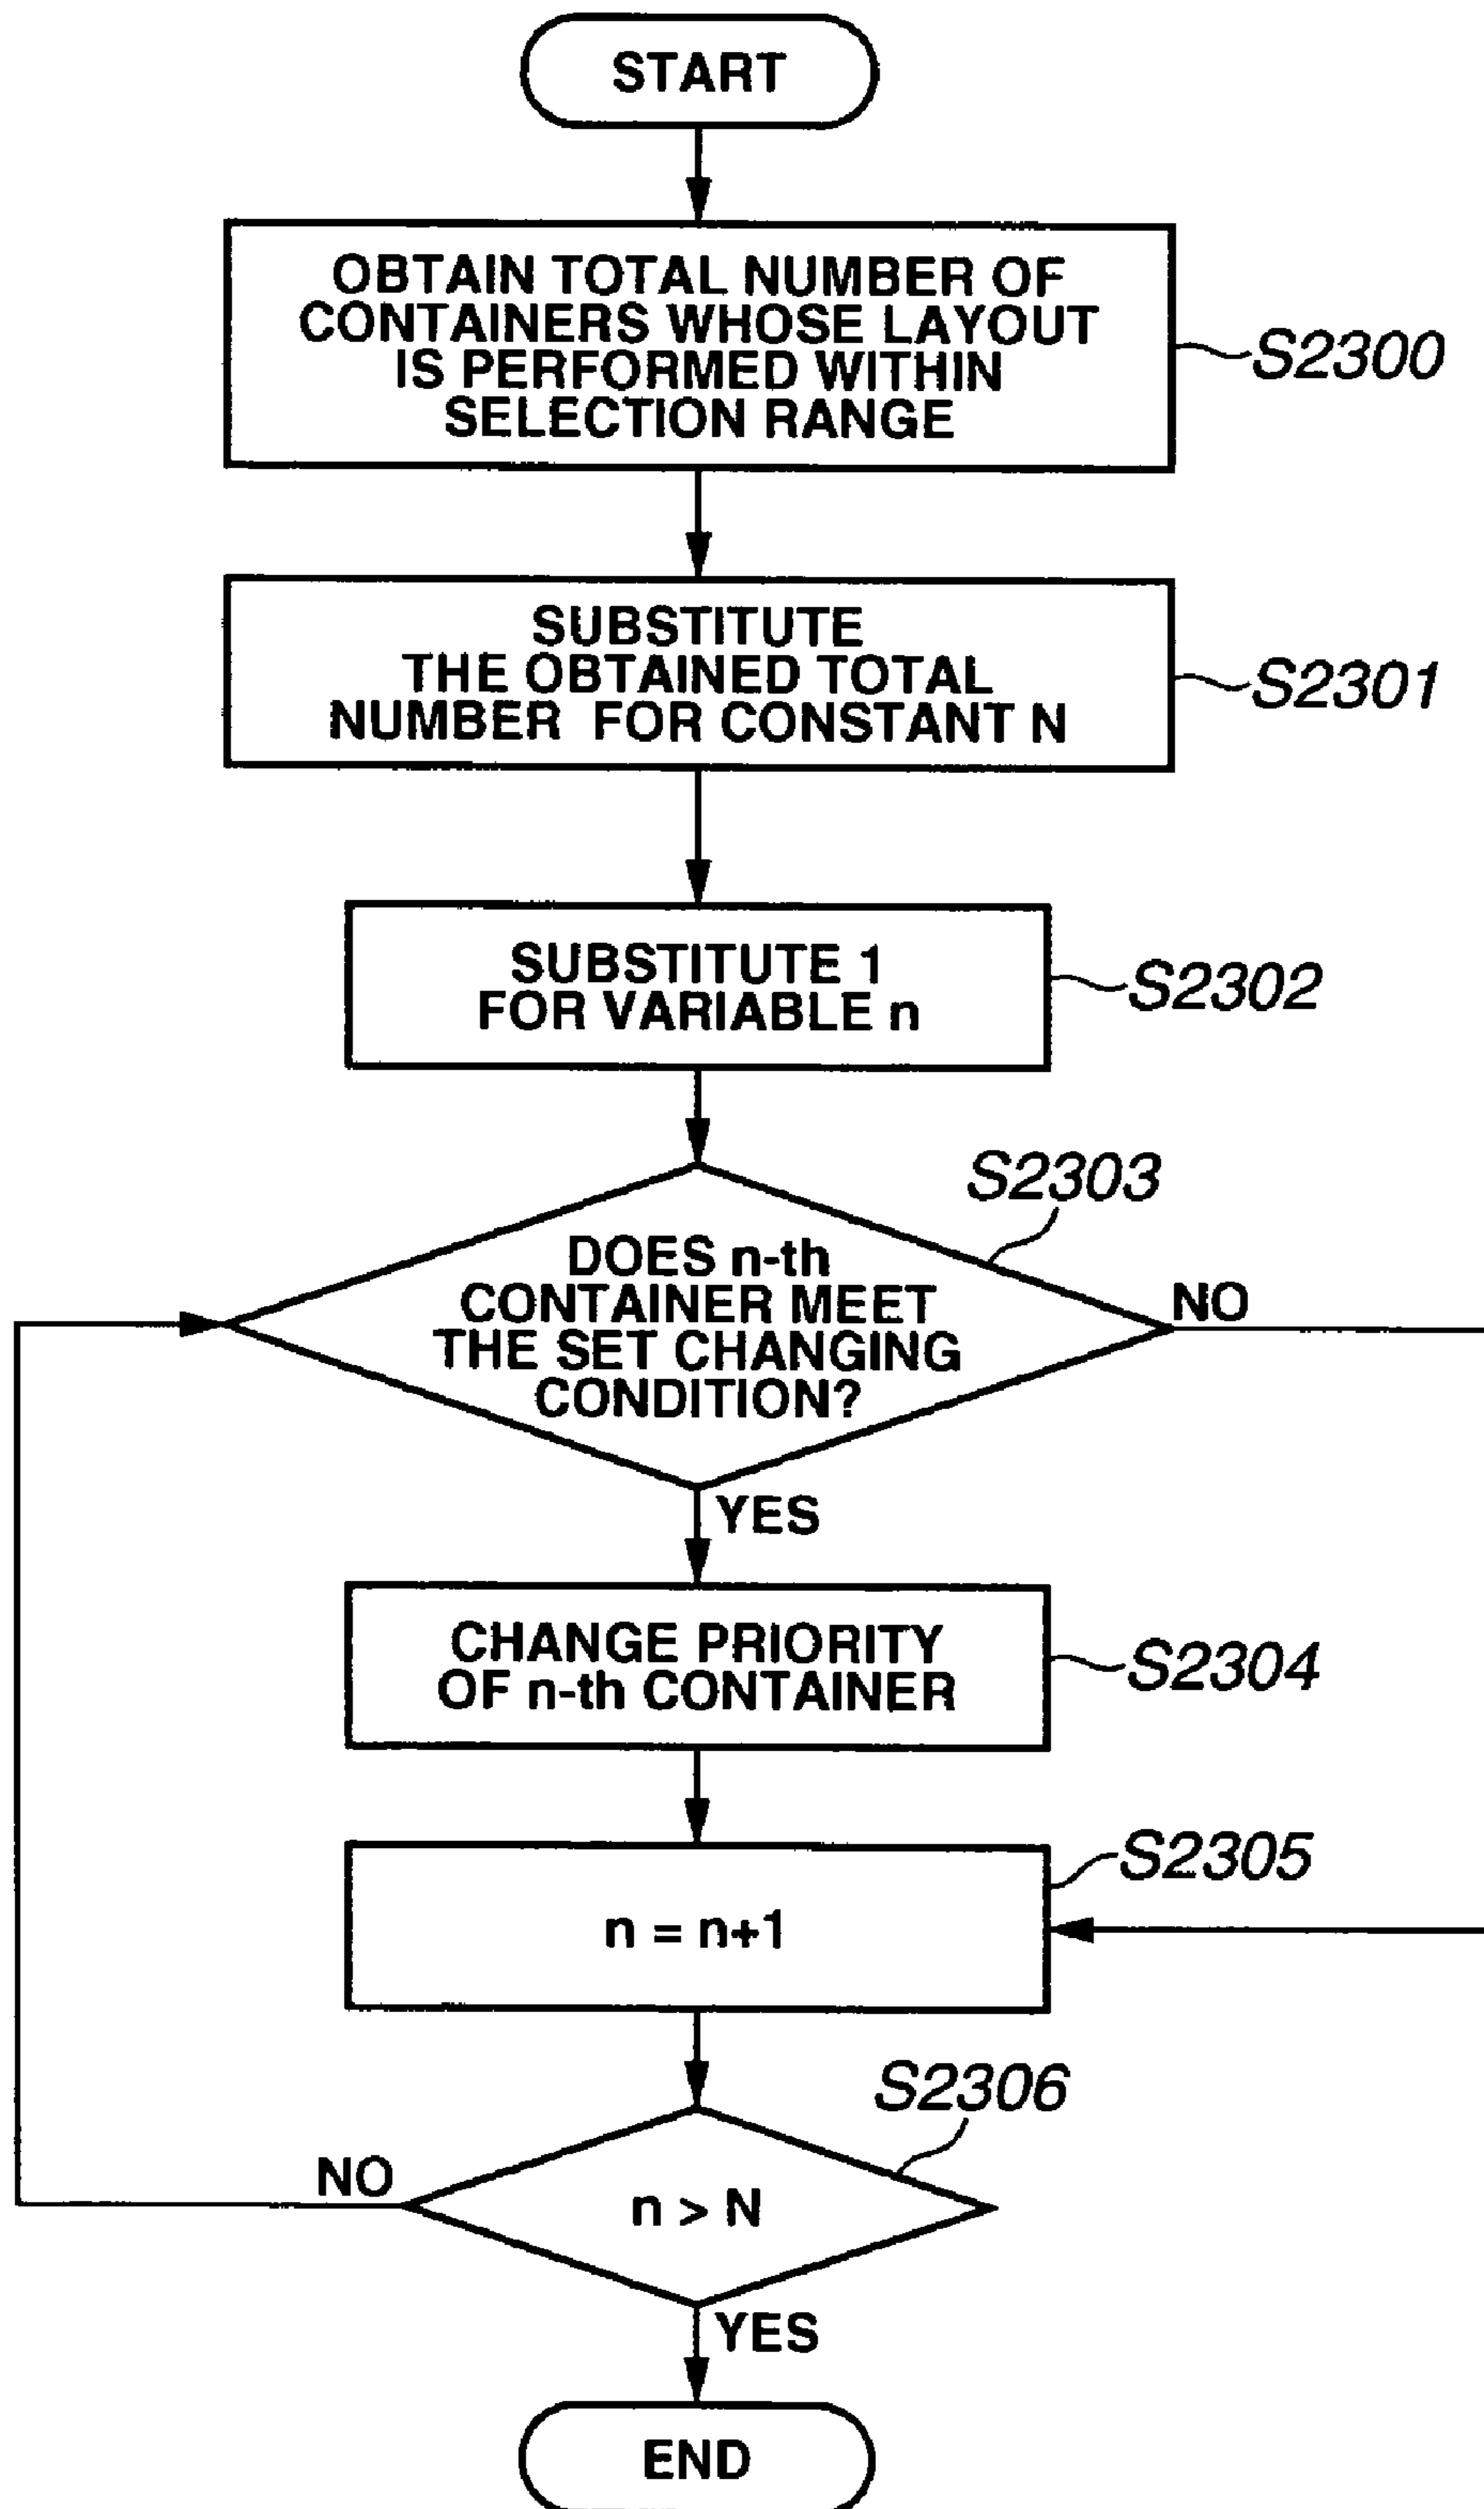 START
OBTAIN TOTAL NUMBER OF
CONTAINERS WHOSE LAYOUT
IS PERFORMED WITHIN
SELECTION RANGE
S2300
SUBSTITUTE
THE OBTAINED TOTAL
NUMBER FOR CONSTANT N
S2301
SUBSTITUTE 1
FOR VARIABLE n
S2302
S2303
DOES n-th
CONTAINER MEET
THE SET CHANGING
CONDITION?
NO
YES
CHANGE PRIORITY
OF n-th CONTAINER
S2304
S2305
n = n+1
S2306
NO
n > N
YES
END